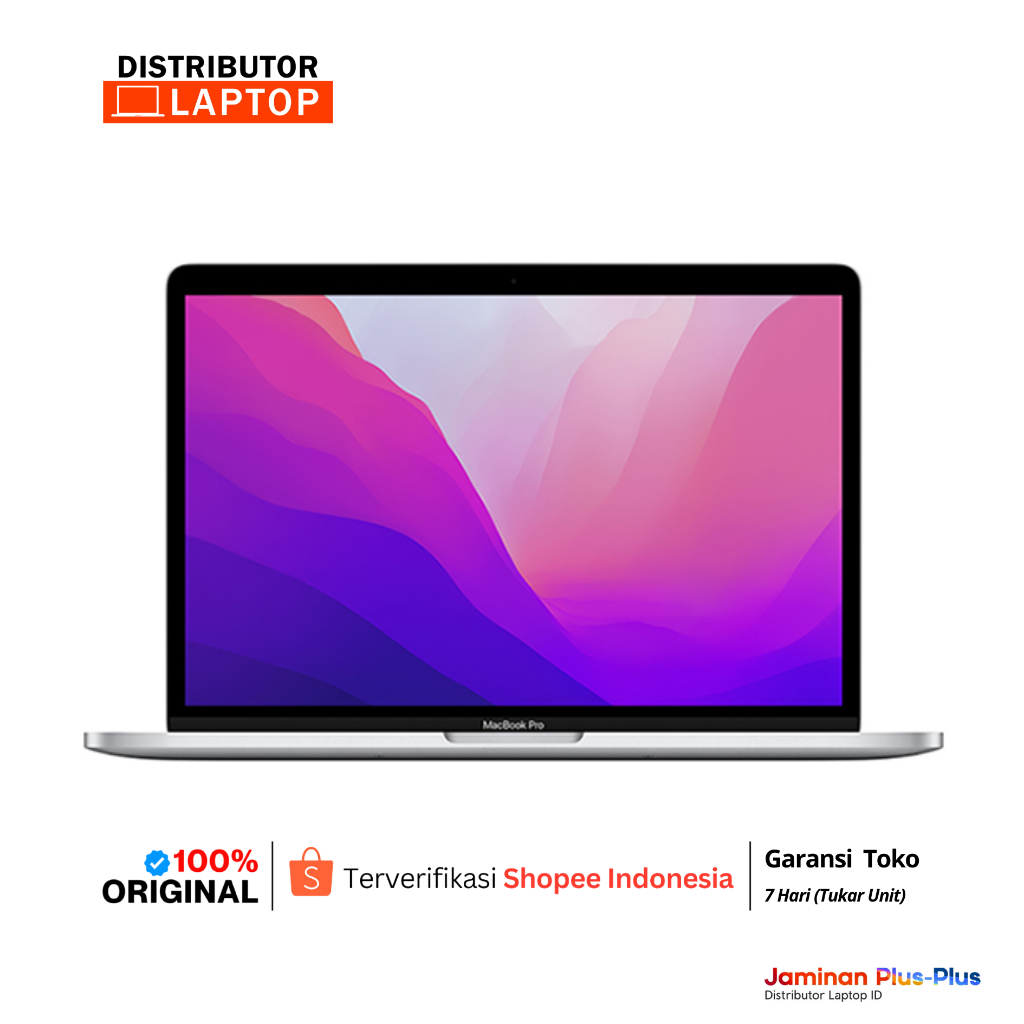 DISTRIBUTOR
LAPTOP
MacBook Pro
100%
ORIGINAL
S
Terverifikasi Shopee Indonesia
Garansi Toko
7 Hari (Tukar Unit)
Jaminan Plus-Plus
Distributor Laptop ID